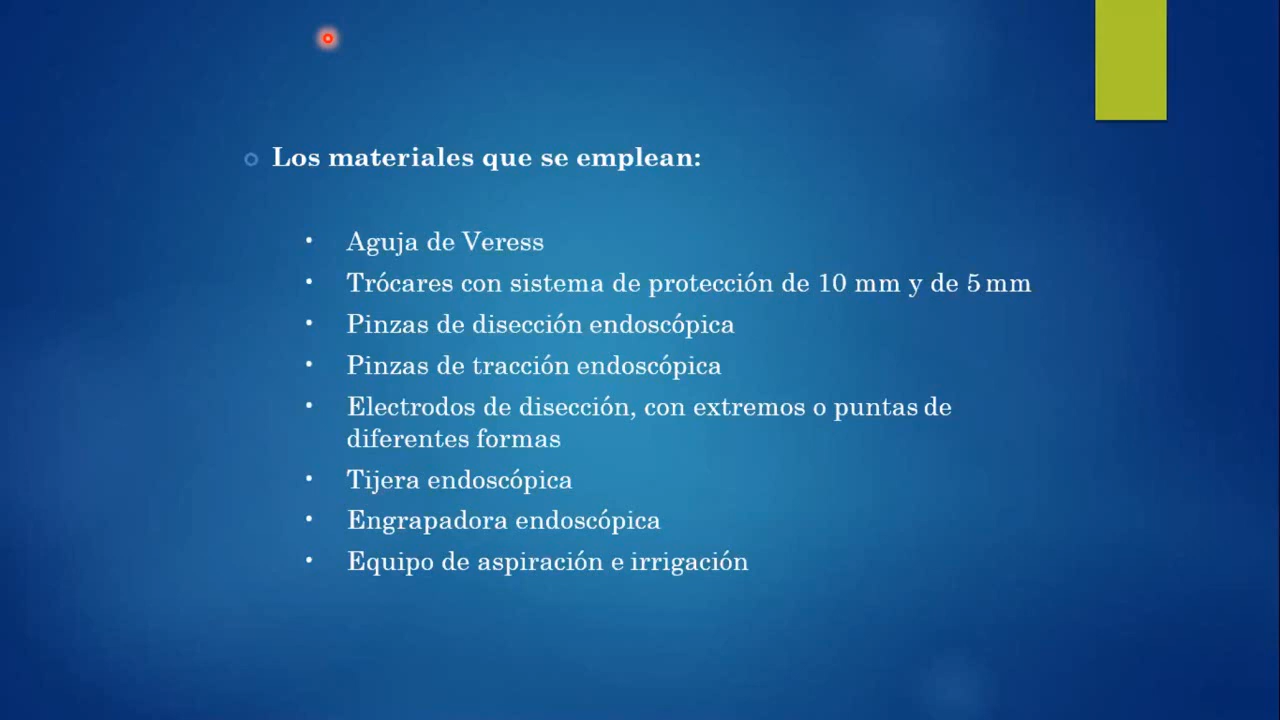 Los materiales que se emplean:
• Aguja de Veress
• Trócares con sistema de protección de 10 mm y de 5 mm
• Pinzas de disección endoscópica
• Pinzas de tracción endoscópica
• Electrodos de disección, con extremos o puntas de
diferentes formas
• Tijera endoscópica
• Engrapadora endoscópica
• Equipo de aspiración e irrigación